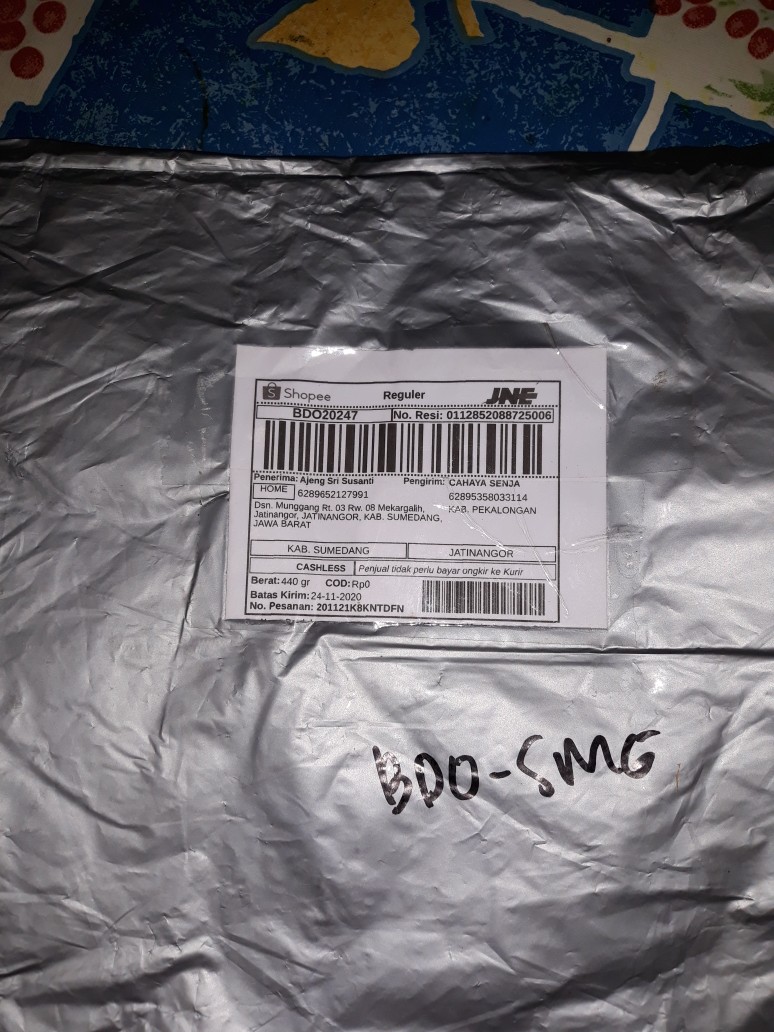 Shopee Reguler JNE
BDO20247 No. Resi: 0112852088725006
Penerima: Ajeng Sri Susanti Pengirim: CAHAYA SENJA
HOME 6289652127991 62895358033114
Dsn. Munggang Rt. 03 Rw. 08 Mekargalih, KAB. PEKALONGAN
Jatinangor, JATINANGOR, KAB. SUMEDANG,
JAWA BARAT
KAB. SUMEDANG JATINANGOR
CASHLESS Penjual tidak perlu bayar ongkir ke Kurir
Berat: 440 gr COD: Rp0
Batas Kirim: 24-11-2020
No. Pesanan: 201121K8KNTDFN
BDO-SMG